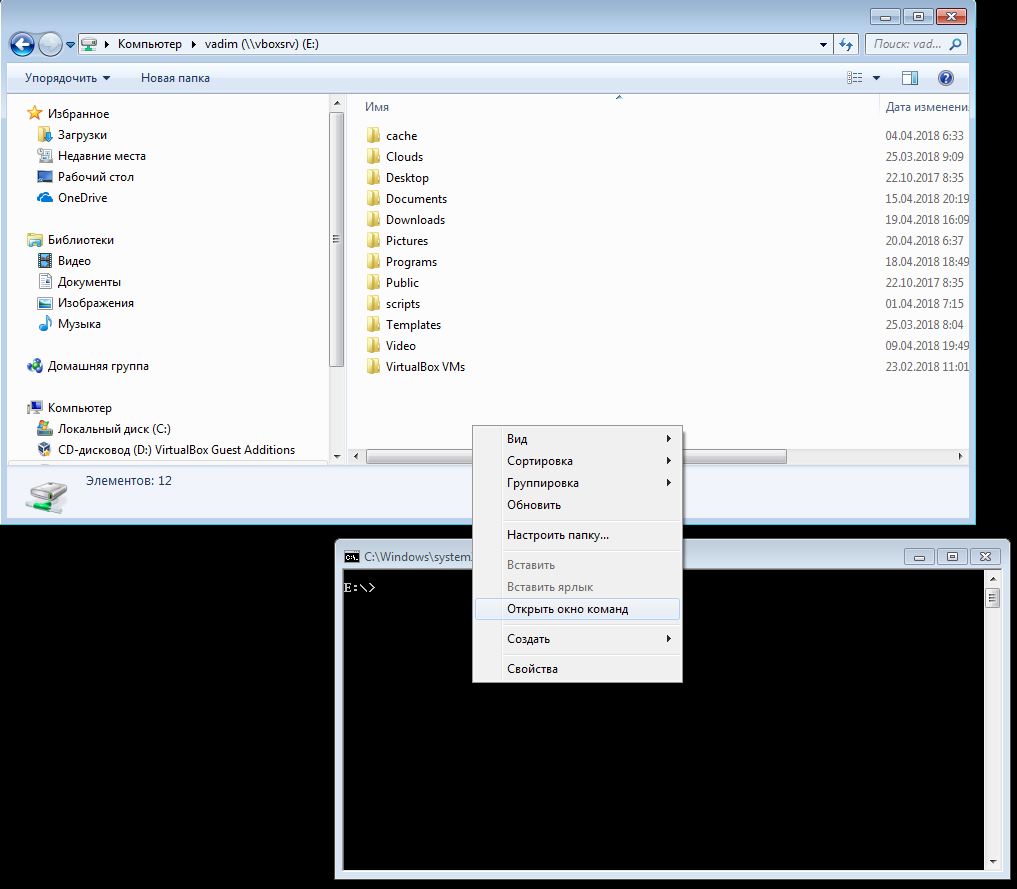 Компьютер vadim (\\vboxsrv) (E:) Поиск: vad...
Упорядочить Новая папка
Избранное
Загрузки
Недавние места
Рабочий стол
OneDrive
Библиотеки
Видео
Документы
Изображения
Музыка
Домашняя группа
Компьютер
Локальный диск (C:)
CD-дисковод (D:) VirtualBox Guest Additions
Имя Дата изменени
cache 04.04.2018 6:33
Clouds 25.03.2018 9:09
Desktop 22.10.2017 8:35
Documents 15.04.2018 20:19
Downloads 19.04.2018 16:09
Pictures 20.04.2018 6:37
Programs 18.04.2018 18:49
Public 22.10.2017 8:35
scripts 01.04.2018 7:15
Templates 25.03.2018 8:04
Video 09.04.2018 19:49
VirtualBox VMs 23.02.2018 11:01
Элементов: 12
Вид
Сортировка
Группировка
Обновить
Настроить папку...
Вставить
Вставить ярлык
Открыть окно команд
Создать
Свойства
C:\Windows\system
E:\>